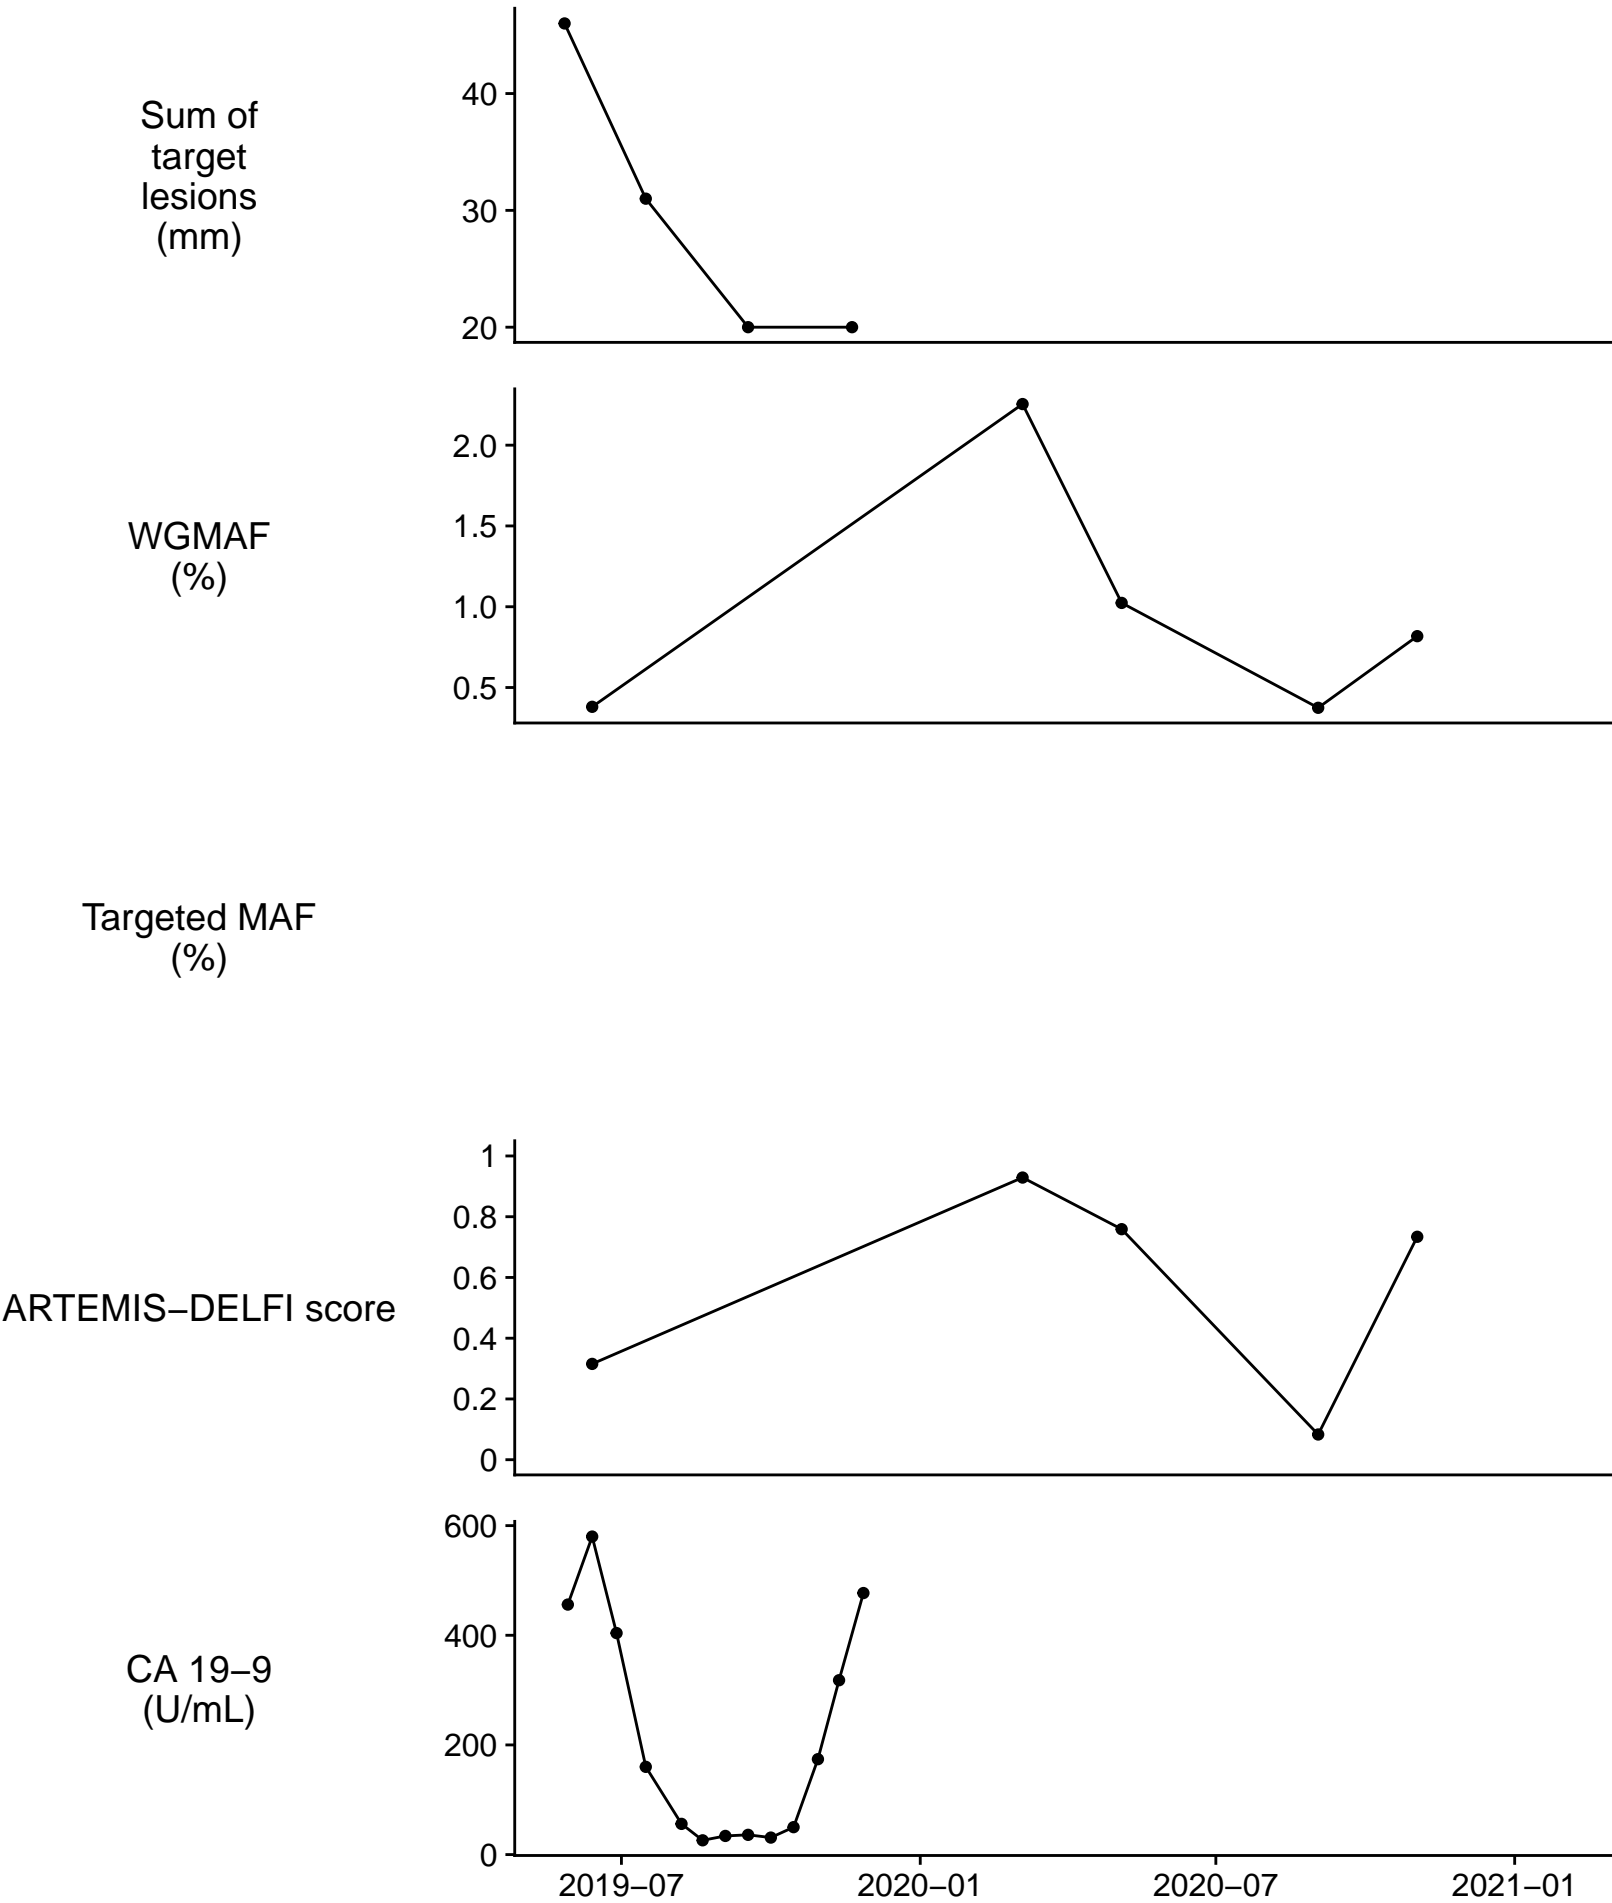 Sum of
target
lesions
(mm)
40
30
20
WGMAF
(%)
2.0
1.5
1.0
0.5
Targeted MAF
(%)
ARTEMIS−DELFI score
1
0.8
0.6
0.4
0.2
0
CA 19−9
(U/mL)
600
400
200
0
2019−07 2020−01 2020−07 2021−01